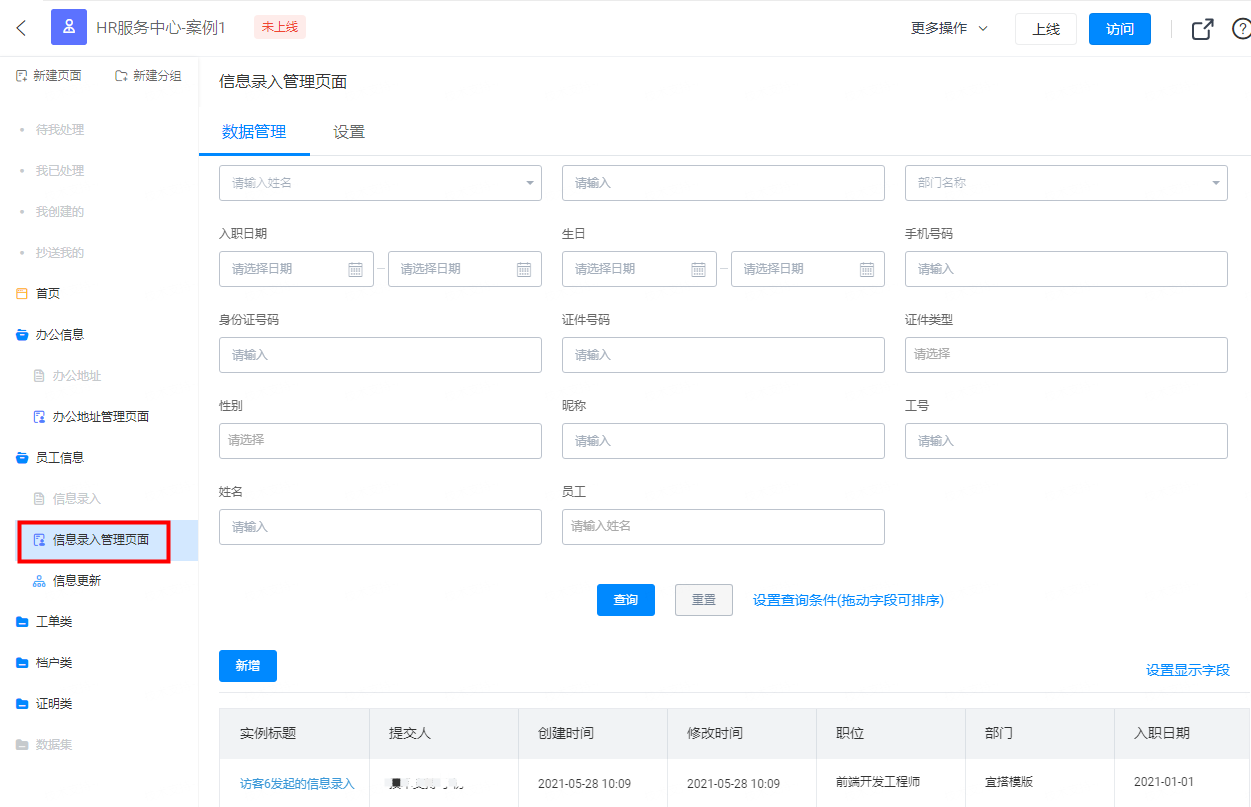 HR服务中心-案例1
未上线
更多操作
上线
访问
新建页面
新建分组
待我处理
我已处理
我创建的
抄送我的
首页
办公信息
办公地址
办公地址管理页面
员工信息
信息录入
信息录入管理页面
信息更新
工单类
档户类
证明类
数据集
信息录入管理页面
数据管理 设置
请输入姓名 请输入 部门名称
入职日期 生日 手机号码
请选择日期 – 请选择日期 请选择日期 – 请选择日期 请输入
身份证号码 证件号码 证件类型
请输入 请输入 请选择
性别 昵称 工号
请选择 请输入 请输入
姓名 员工
请输入 请输入姓名
查询 重置 设置查询条件(拖动字段可排序)
新增 设置显示字段
实例标题 提交人 创建时间 修改时间 职位 部门 入职日期
访客6发起的信息录入 2021-05-28 10:09 2021-05-28 10:09 前端开发工程师 宜搭模版 2021-01-01